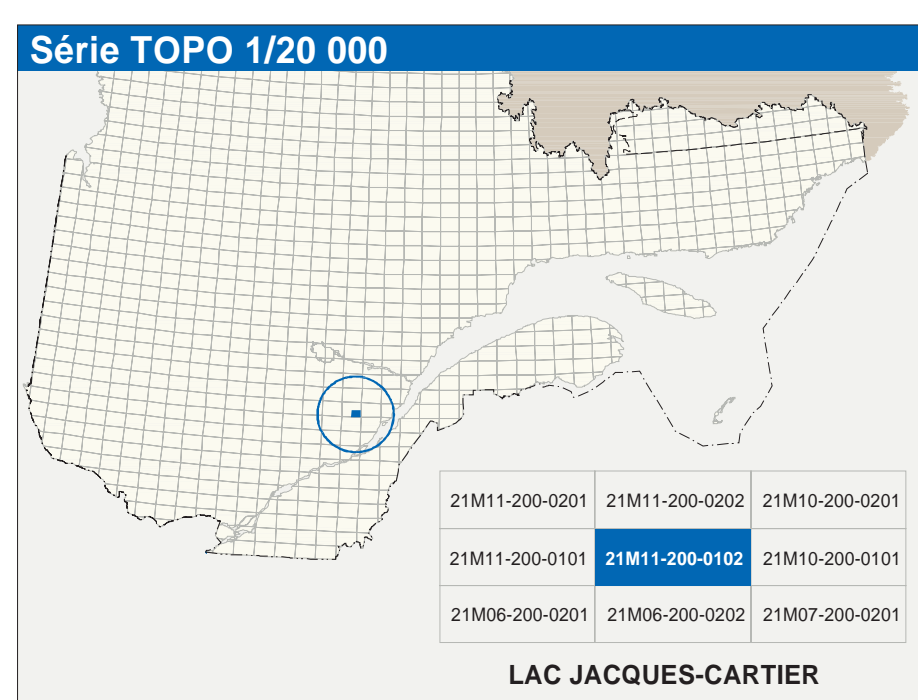 Série TOPO 1/20 000
21M11-200-0201 21M11-200-0202 21M10-200-0201
21M11-200-0101 21M11-200-0102 21M10-200-0101
21M06-200-0201 21M06-200-0202 21M07-200-0201
LAC JACQUES-CARTIER